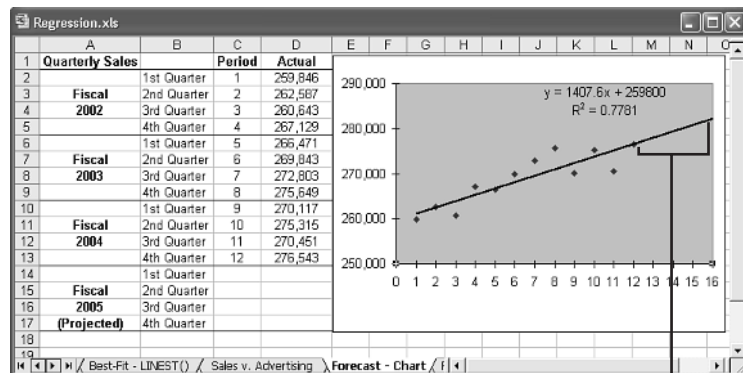 Regression.xls
A B C D E F G H I J K L M N O
1 Quarterly Sales Period Actual
2 1st Quarter 1 259,846
3 Fiscal 2nd Quarter 2 262,587
4 2002 3rd Quarter 3 260,643
5 4th Quarter 4 267,129
6 1st Quarter 5 266,471
7 Fiscal 2nd Quarter 6 269,843
8 2003 3rd Quarter 7 272,803
9 4th Quarter 8 275,649
10 1st Quarter 9 270,117
11 Fiscal 2nd Quarter 10 275,315
12 2004 3rd Quarter 11 270,451
13 4th Quarter 12 276,543
14 1st Quarter
15 Fiscal 2nd Quarter
16 2005 3rd Quarter
17 (Projected) 4th Quarter
18
19
290,000
y = 1407.6x + 259800
R² = 0.7781
280,000
270,000
260,000
250,000
0 1 2 3 4 5 6 7 8 9 10 11 12 13 14 15 16
Best-Fit - LINEST() Sales v. Advertising Forecast - Chart